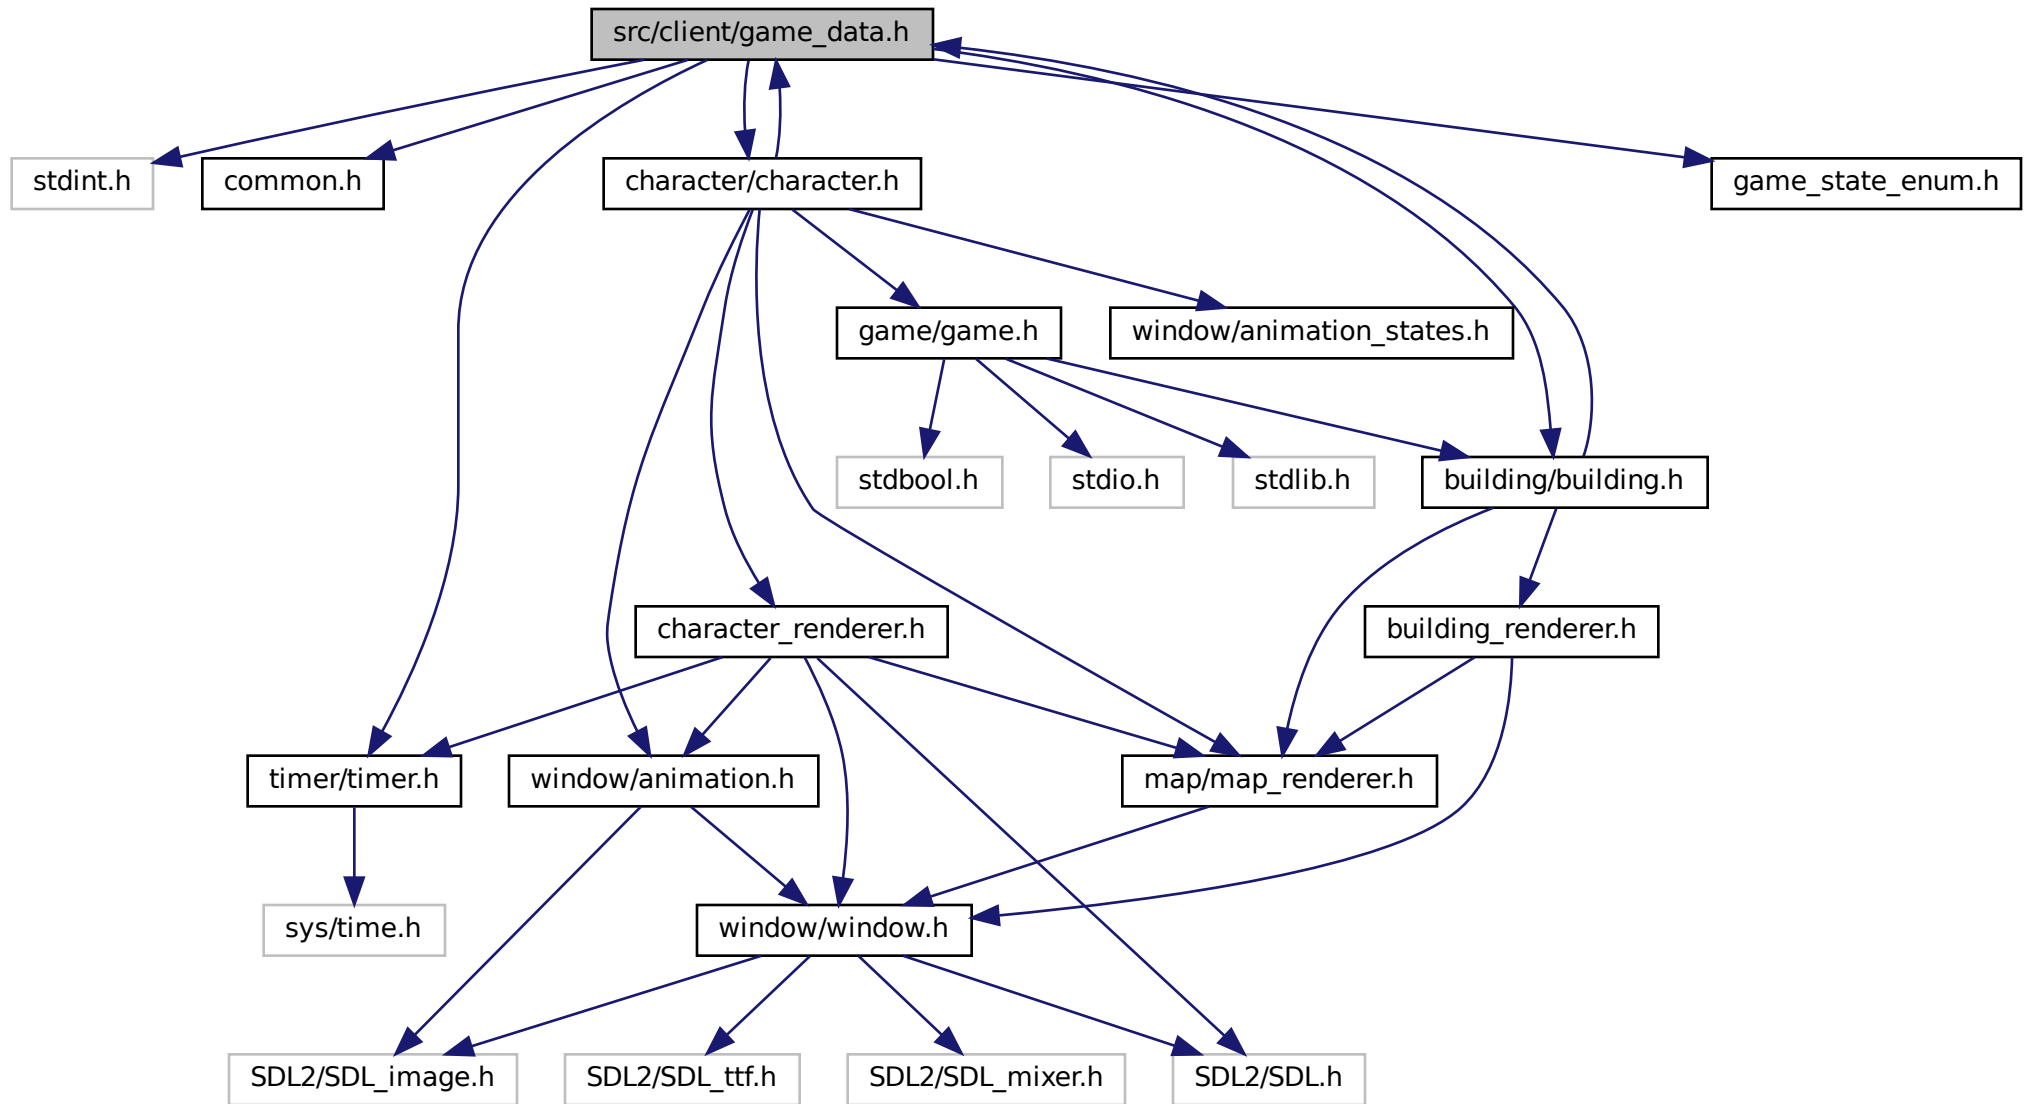 src/client/game_data.h
stdint.h
common.h
character/character.h
game_state_enum.h
game/game.h
window/animation_states.h
stdbool.h
stdio.h
stdlib.h
building/building.h
character_renderer.h
building_renderer.h
timer/timer.h
window/animation.h
map/map_renderer.h
sys/time.h
window/window.h
SDL2/SDL_image.h
SDL2/SDL_ttf.h
SDL2/SDL_mixer.h
SDL2/SDL.h